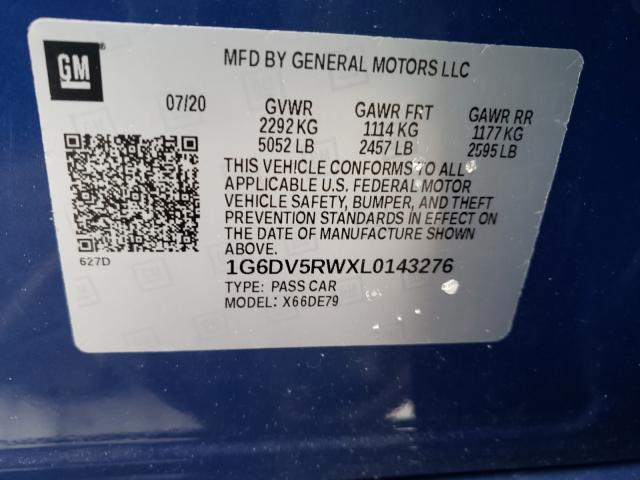 GM
MFD BY GENERAL MOTORS LLC
07/20 GVWR GAWR FRT GAWR RR
2292 KG 1114 KG 1177 KG
5052 LB 2457 LB 2595 LB
THIS VEHICLE CONFORMS TO ALL
APPLICABLE U.S. FEDERAL MOTOR
VEHICLE SAFETY, BUMPER, AND THEFT
PREVENTION STANDARDS IN EFFECT ON
THE DATE OF MANUFACTURE SHOWN
ABOVE.
627D
1G6DV5RWXL0143276
TYPE: PASS CAR
MODEL: X66DE79